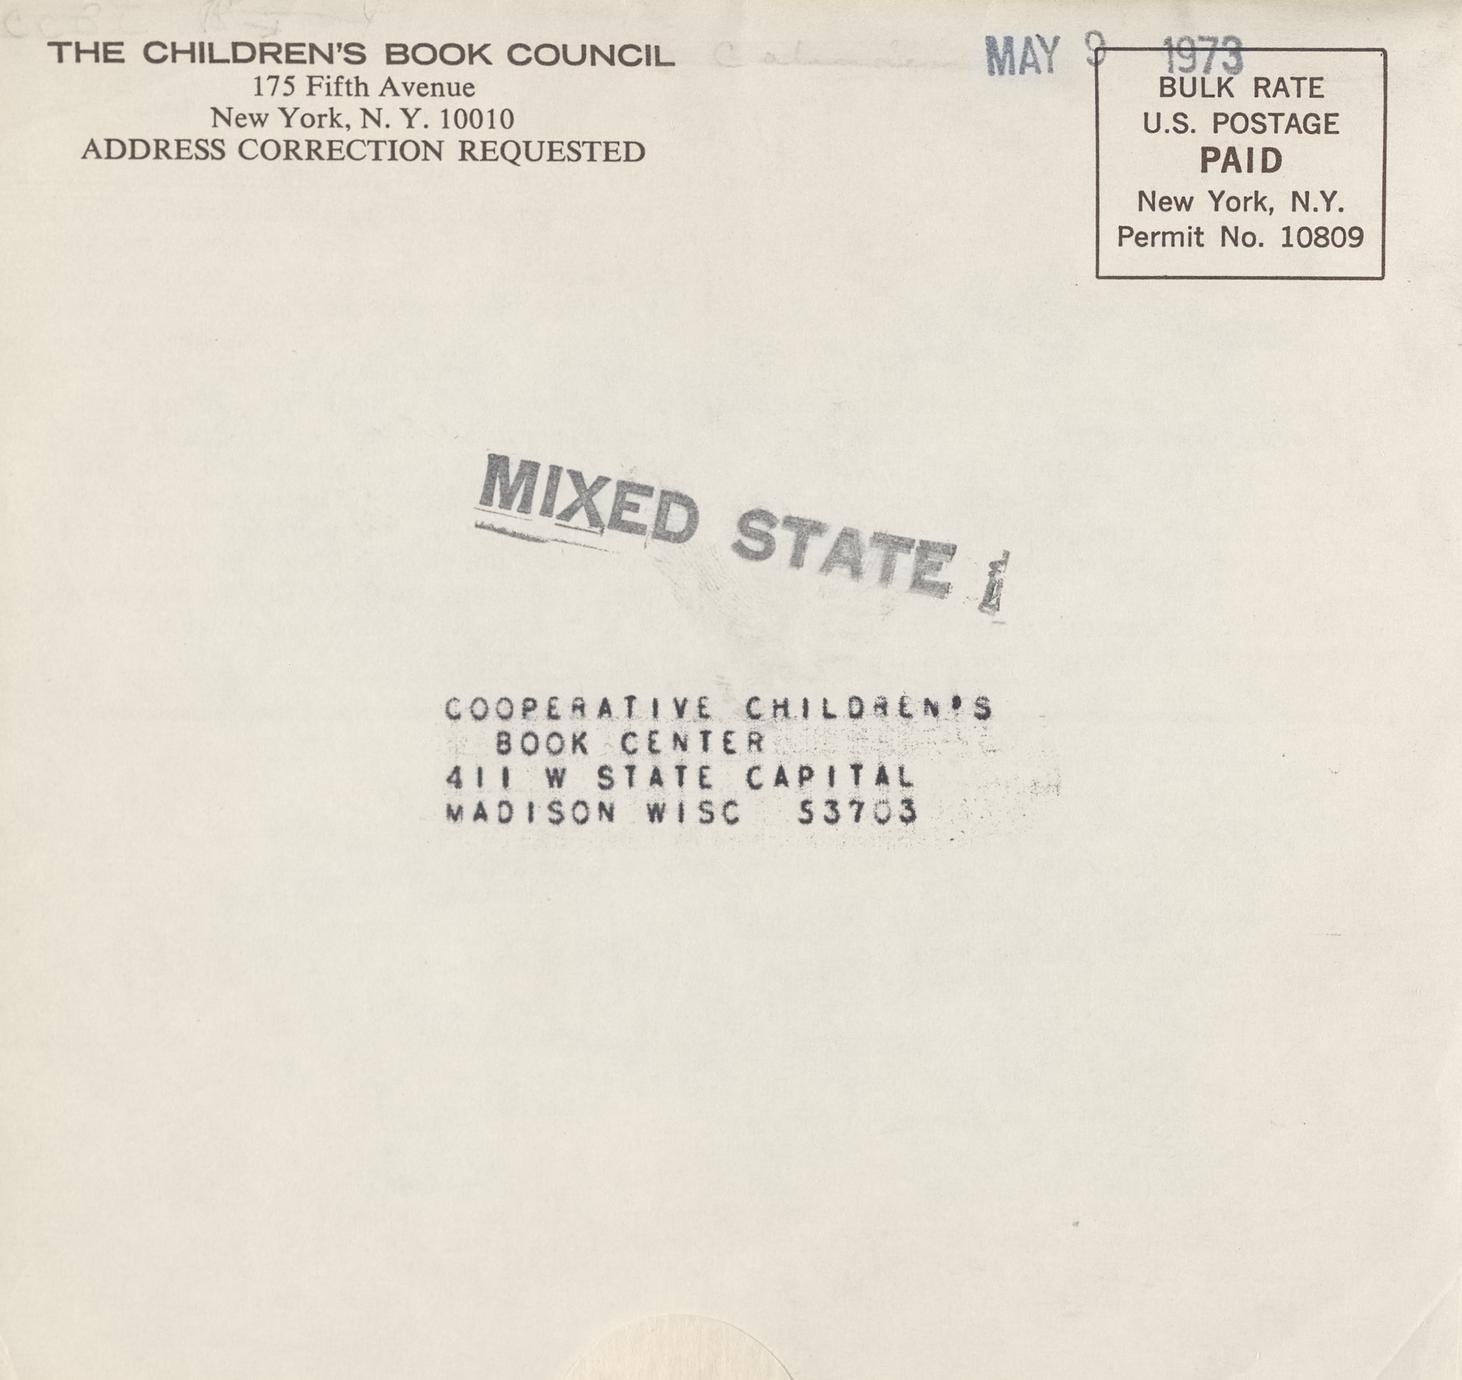 THE CHILDREN'S BOOK COUNCIL
175 Fifth Avenue
New York, N. Y. 10010
ADDRESS CORRECTION REQUESTED
MAY 9 1973
BULK RATE
U.S. POSTAGE
PAID
New York, N.Y.
Permit No. 10809
MIXED STATE
COOPERATIVE CHILDREN'S
BOOK CENTER
411 W STATE CAPITAL
MADISON WISC 53703